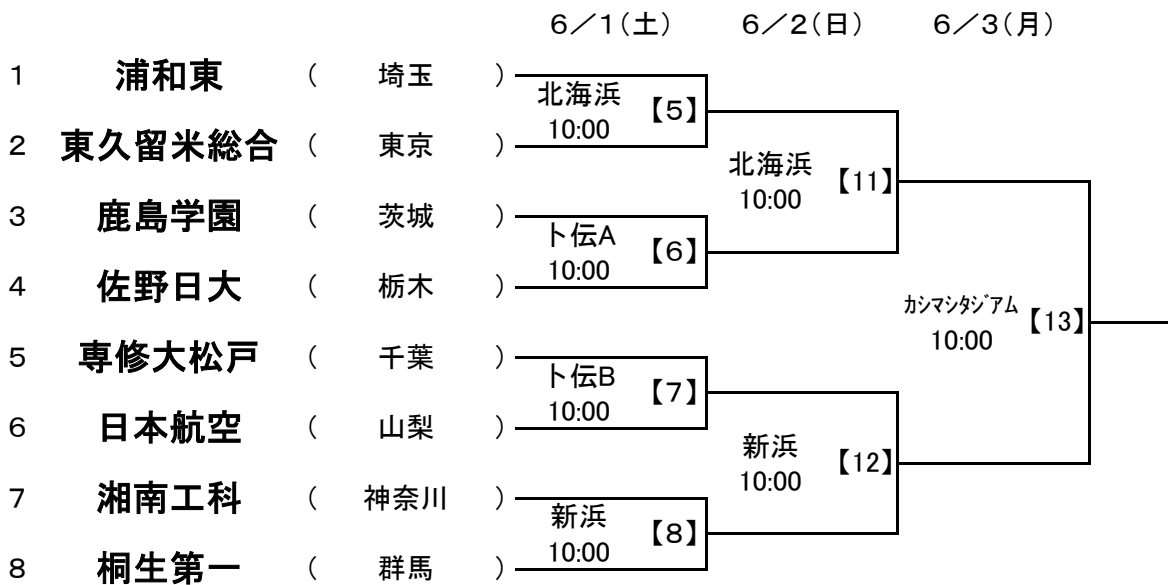 ６／１(土) ６／２(日) ６／３(月)
1 浦和東 ( 埼玉 )
北海浜 【５】
10:00
2 東久留米総合 ( 東京 )
北海浜 【11】
10:00
3 鹿島学園 ( 茨城 )
卜伝A 【６】
10:00
4 佐野日大 ( 栃木 )
ｶｼﾏｽﾀｼﾞｱﾑ 【13】
10:00
5 専修大松戸 ( 千葉 )
卜伝B 【７】
10:00
6 日本航空 ( 山梨 )
新浜 【12】
10:00
7 湘南工科 ( 神奈川 )
新浜 【８】
10:00
8 桐生第一 ( 群馬 )